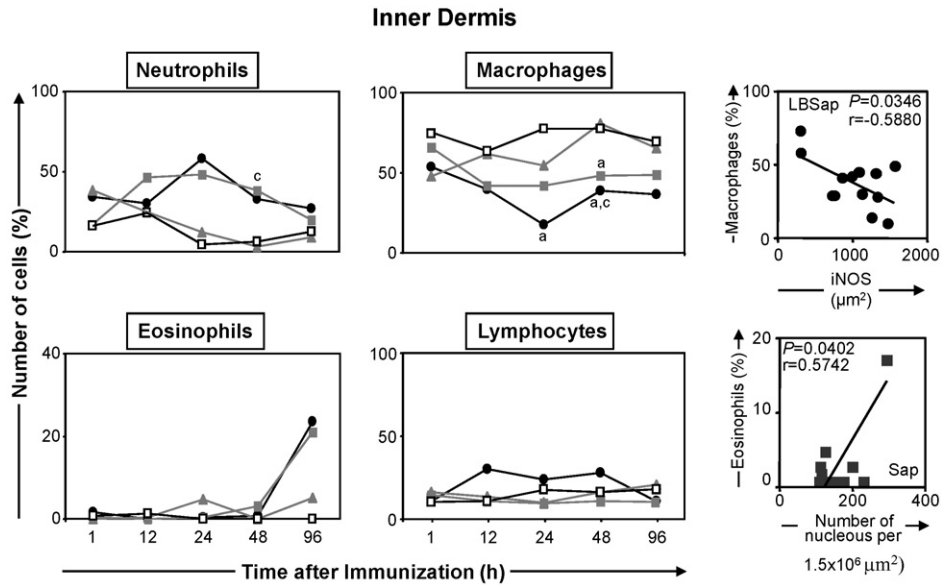 Inner Dermis
Neutrophils
Macrophages
100
50
0
c
100
50
0
a
a
a,c
Number of cells (%)
Eosinophils
Lymphocytes
40
20
0
1 12 24 48 96
100
50
0
1 12 24 48 96
Time after Immunization (h)
Macrophages (%)
100
50
0
LBSap
P=0.0346
r=-0.5880
0 1000 2000
iNOS
(µm²)
Eosinophils (%)
20
10
0
P=0.0402
r=0.5742
Sap
0 100 200 300 400
Number of
nucleous per
1.5x10⁶ µm²)